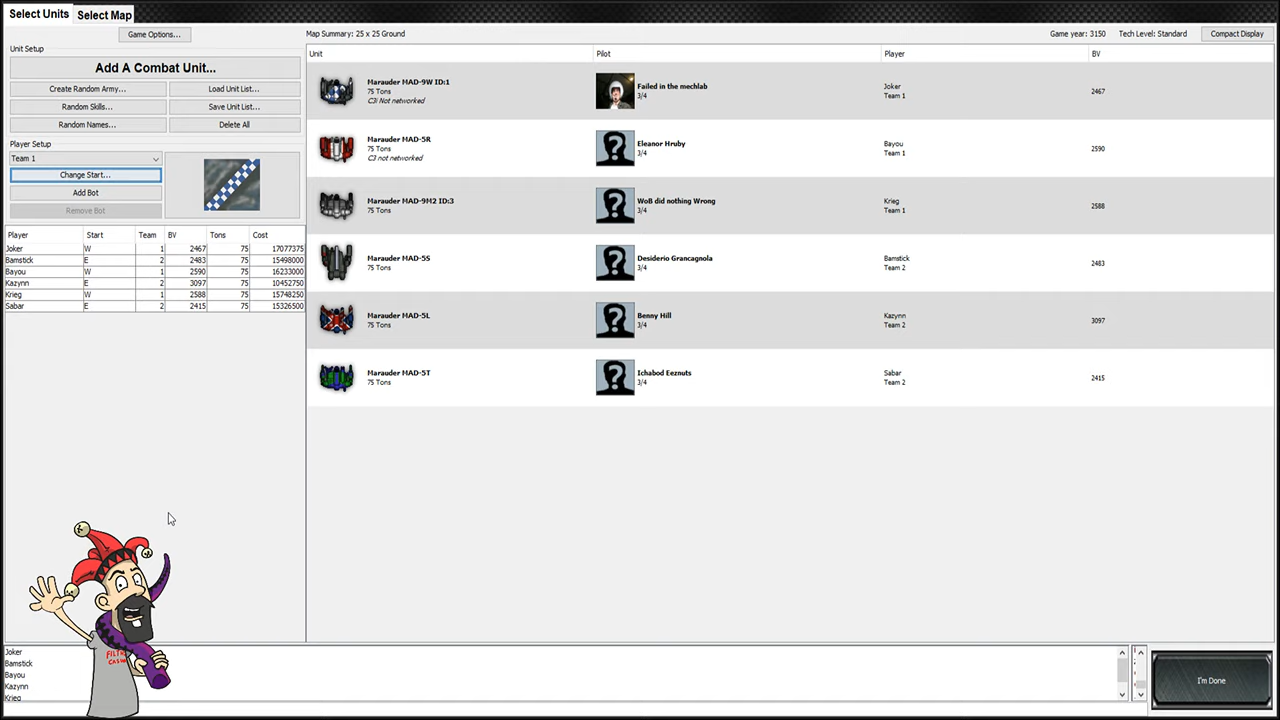 Select Units
Select Map
Game Options...
Map Summary: 25 x 25 Ground
Game year: 3150
Tech Level: Standard
Compact Display
Unit Setup
Add A Combat Unit...
Create Random Army...
Load Unit List...
Random Skills...
Save Unit List...
Random Names...
Delete All
Player Setup
Team 1
Change Start...
Add Bot
Remove Bot
Player Start Team BV Tons Cost
Joker W 1 2467 75 17077375
Bamstick E 2 2483 75 15498000
Bayou W 1 2590 75 16233000
Kazynn E 2 3097 75 10452750
Krieg W 1 2588 75 15748250
Sabar E 2 2415 75 15326500
Unit Pilot Player BV
Marauder MAD-9W ID:1
75 Tons
C3i Not networked
Failed in the mechlab
3/4
Joker
Team 1
2467
Marauder MAD-5R
75 Tons
C3 not networked
Eleanor Hruby
3/4
Bayou
Team 1
2590
Marauder MAD-9M2 ID:3
75 Tons
WoB did nothing Wrong
3/4
Krieg
Team 1
2588
Marauder MAD-5S
75 Tons
Desiderio Grancagnola
3/4
Bamstick
Team 2
2483
Marauder MAD-5L
75 Tons
Benny Hill
3/4
Kazynn
Team 2
3097
Marauder MAD-5T
75 Tons
Ichabod Eeznuts
3/4
Sabar
Team 2
2415
Joker
Bamstick
Bayou
Kazynn
Krieg
I'm Done